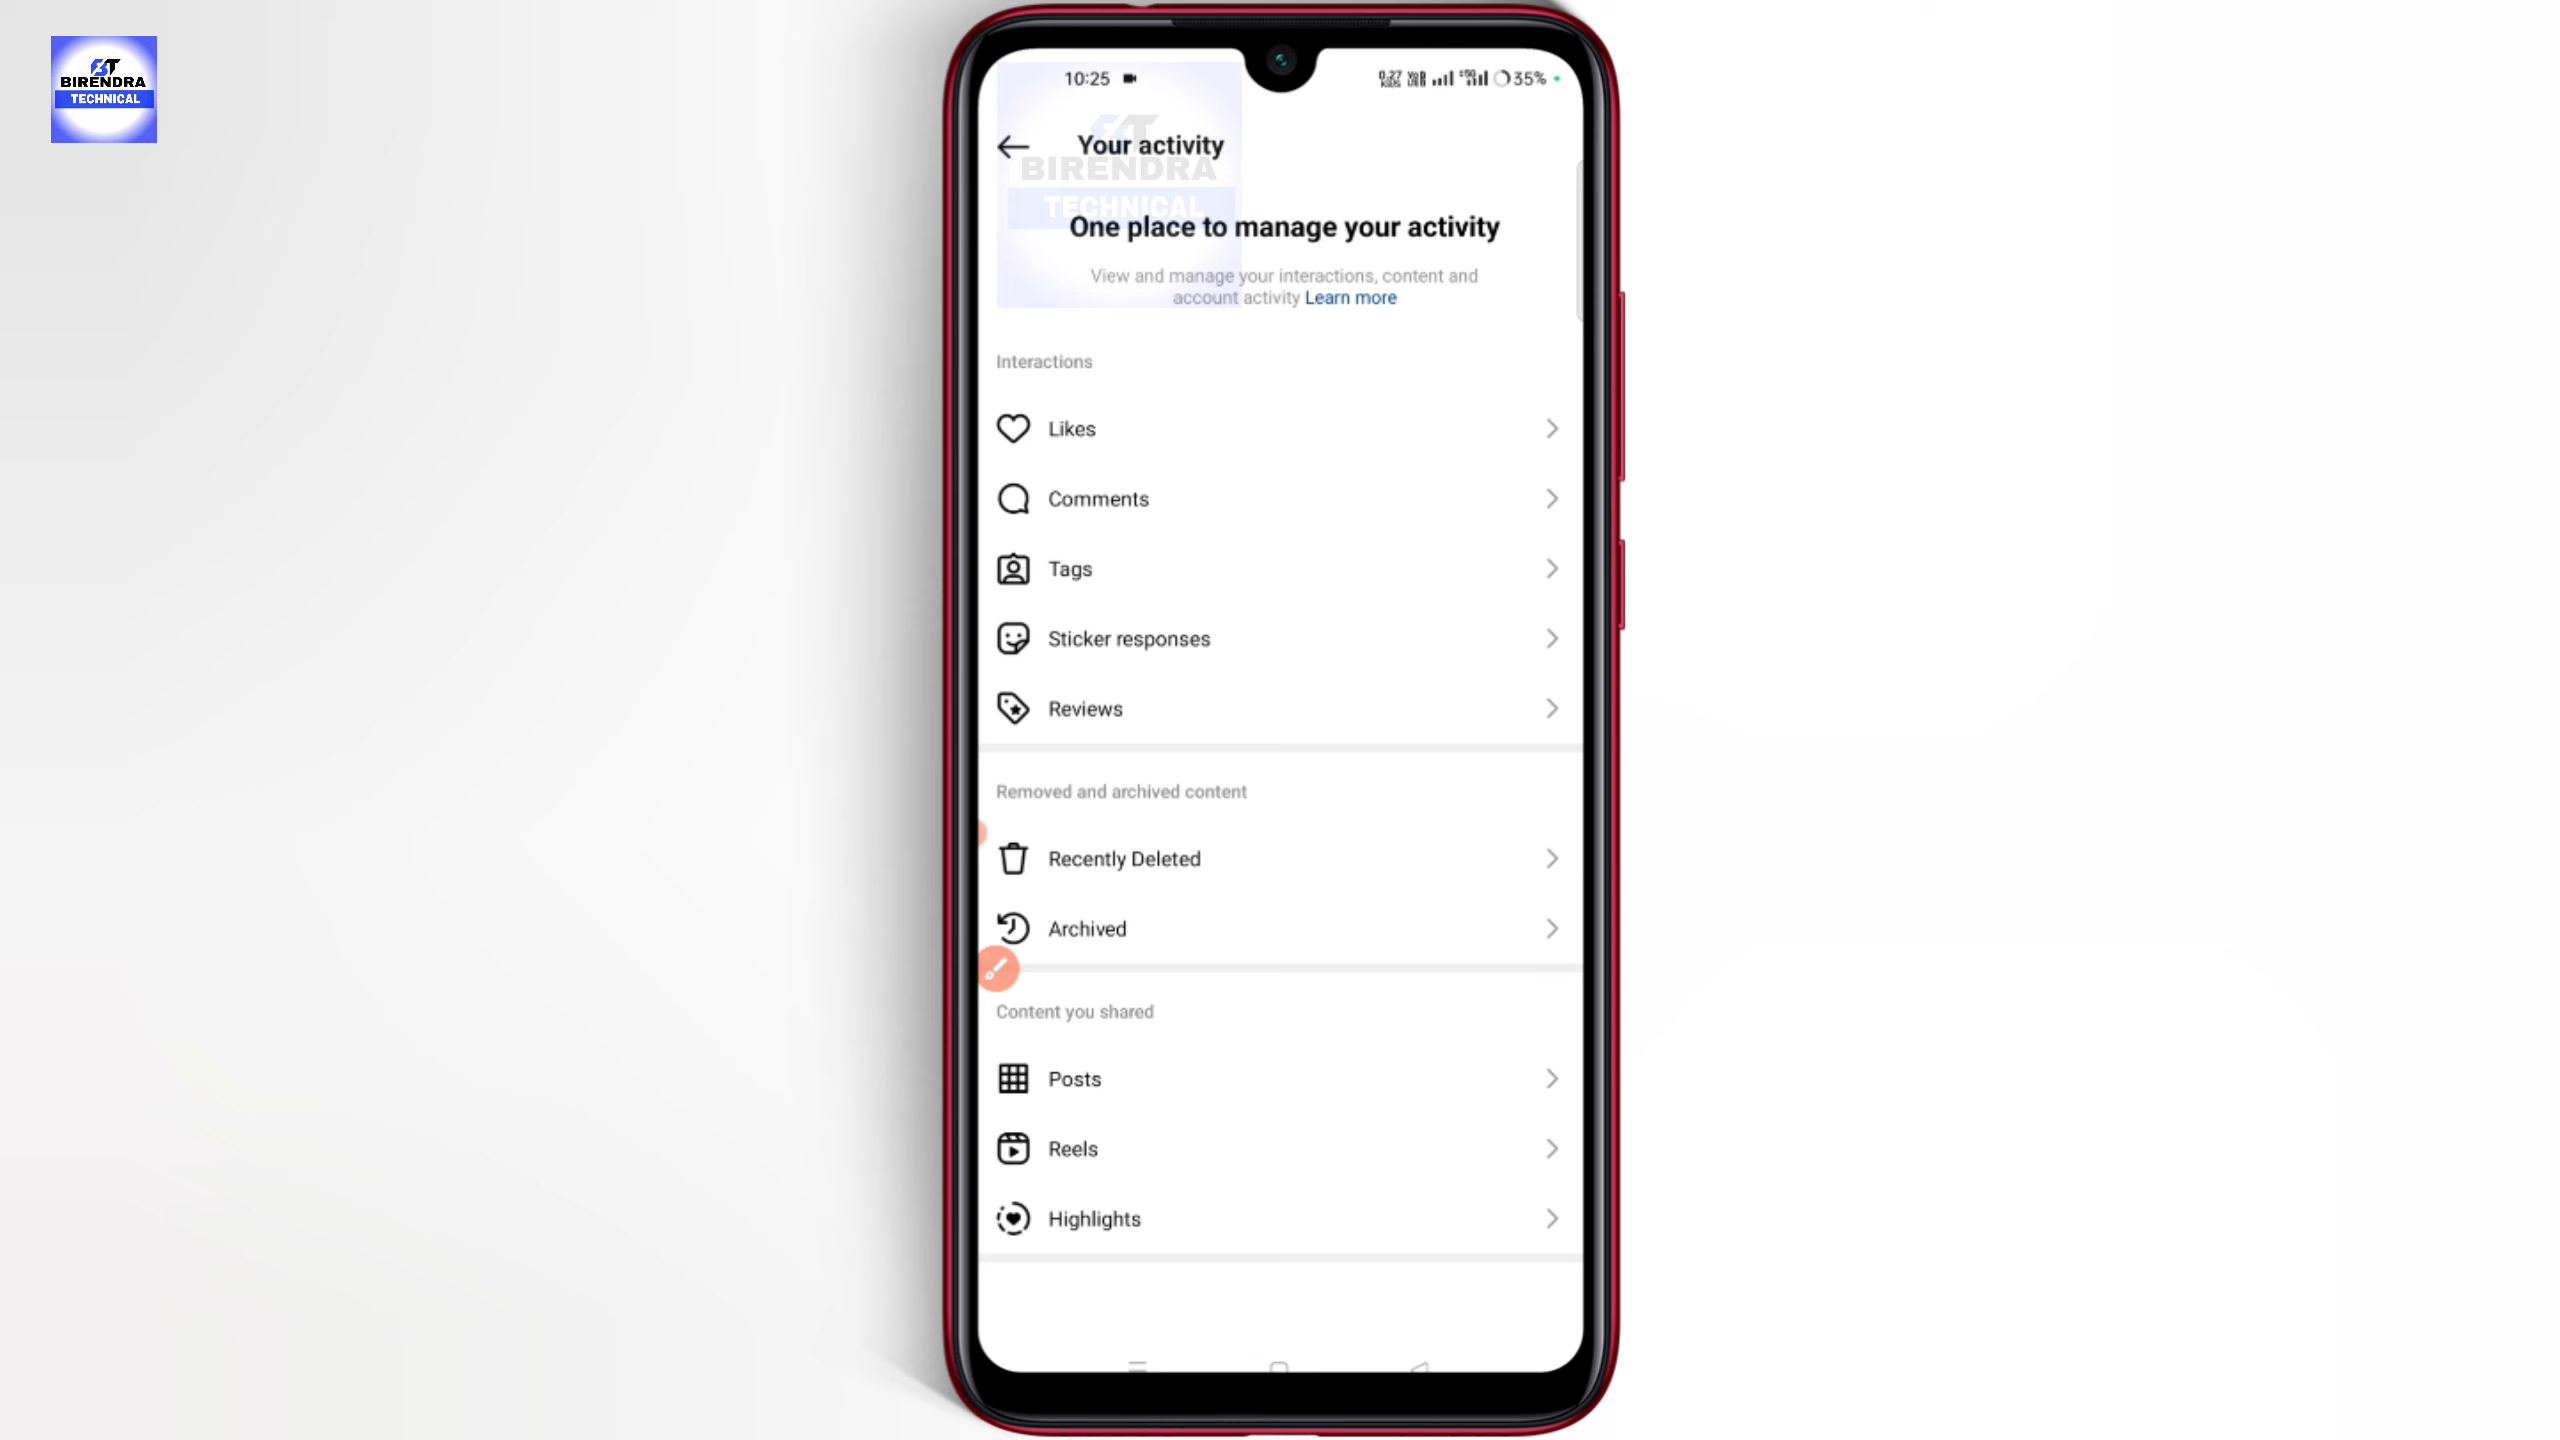 BT
BIRENDRA
TECHNICAL
10:25
35%
Your activity
BIRENDRA
TECHNICAL
One place to manage your activity
View and manage your interactions, content and
account activity Learn more
Interactions
Likes
Comments
Tags
Sticker responses
Reviews
Removed and archived content
Recently Deleted
Archived
Content you shared
Posts
Reels
Highlights